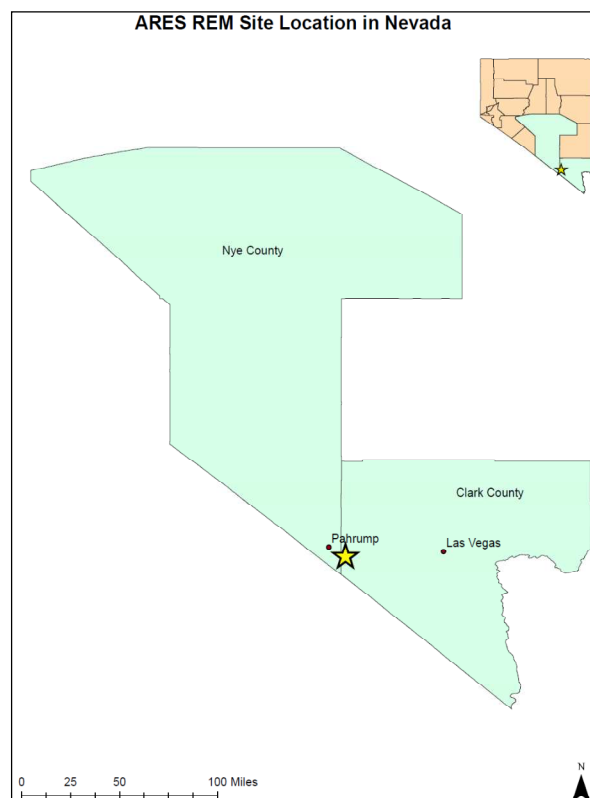 ARES REM Site Location in Nevada
Nye County
Clark County
Pahrump
Las Vegas
0 25 50 100 Miles
N